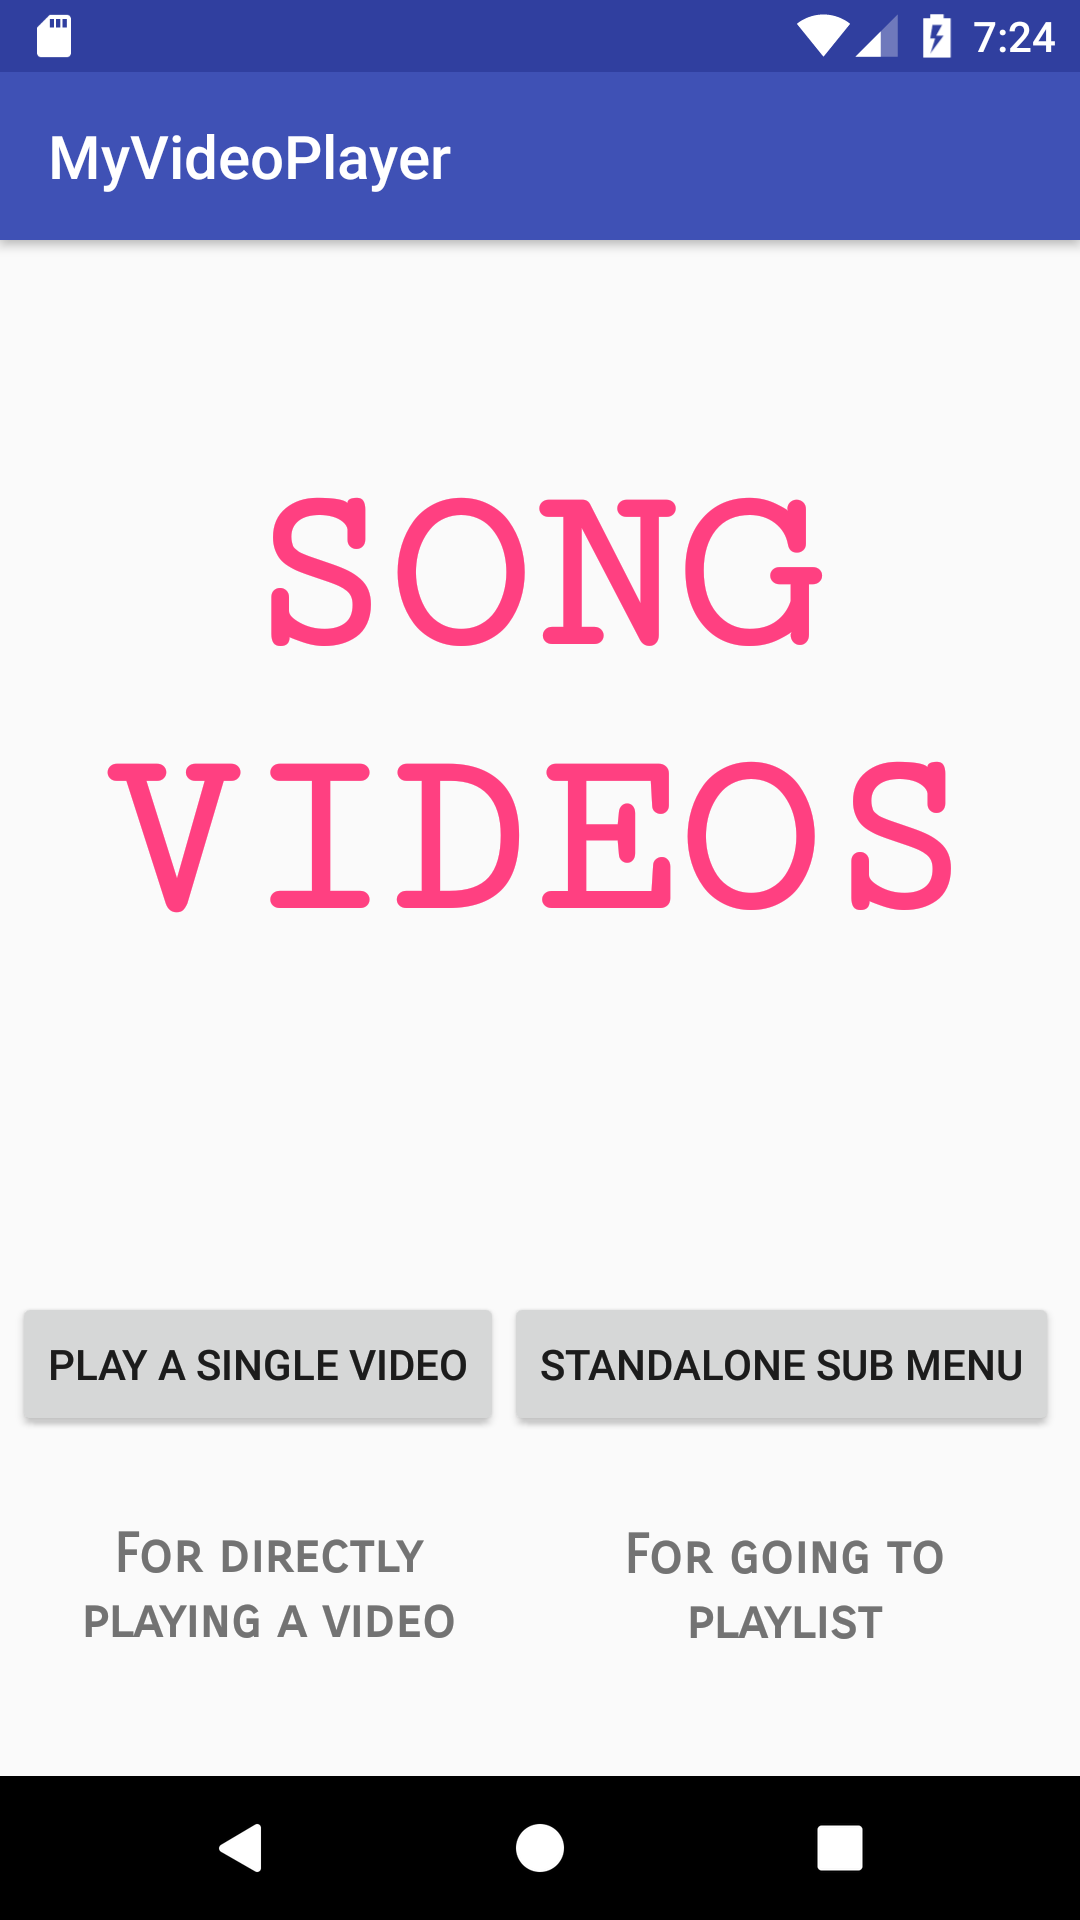 7:24
MyVideoPlayer
SONG
VIDEOS
PLAY A SINGLE VIDEO
STANDALONE SUB MENU
For directly
playing a video
For going to
playlist